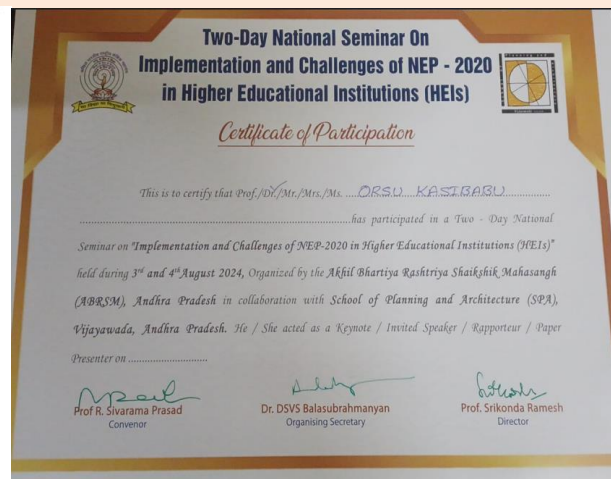 Two-Day National Seminar On
Implementation and Challenges of NEP - 2020
in Higher Educational Institutions (HEIs)
Certificate of Participation
This is to certify that Prof./Dr./Mr./Mrs./Ms. ....ORSU KASIBABU..............
.................................................................................has participated in a Two - Day National
Seminar on "Implementation and Challenges of NEP-2020 in Higher Educational Institutions (HEIs)"
held during 3rd and 4th August 2024, Organized by the Akhil Bhartiya Rashtriya Shaikshik Mahasangh
(ABRSM), Andhra Pradesh in collaboration with School of Planning and Architecture (SPA),
Vijayawada, Andhra Pradesh. He / She acted as a Keynote / Invited Speaker / Rapporteur / Paper
Presenter on ............................
Prof R. Sivarama Prasad
Convenor
Dr. DSVS Balasubrahmanyan
Organising Secretary
Prof. Srikonda Ramesh
Director